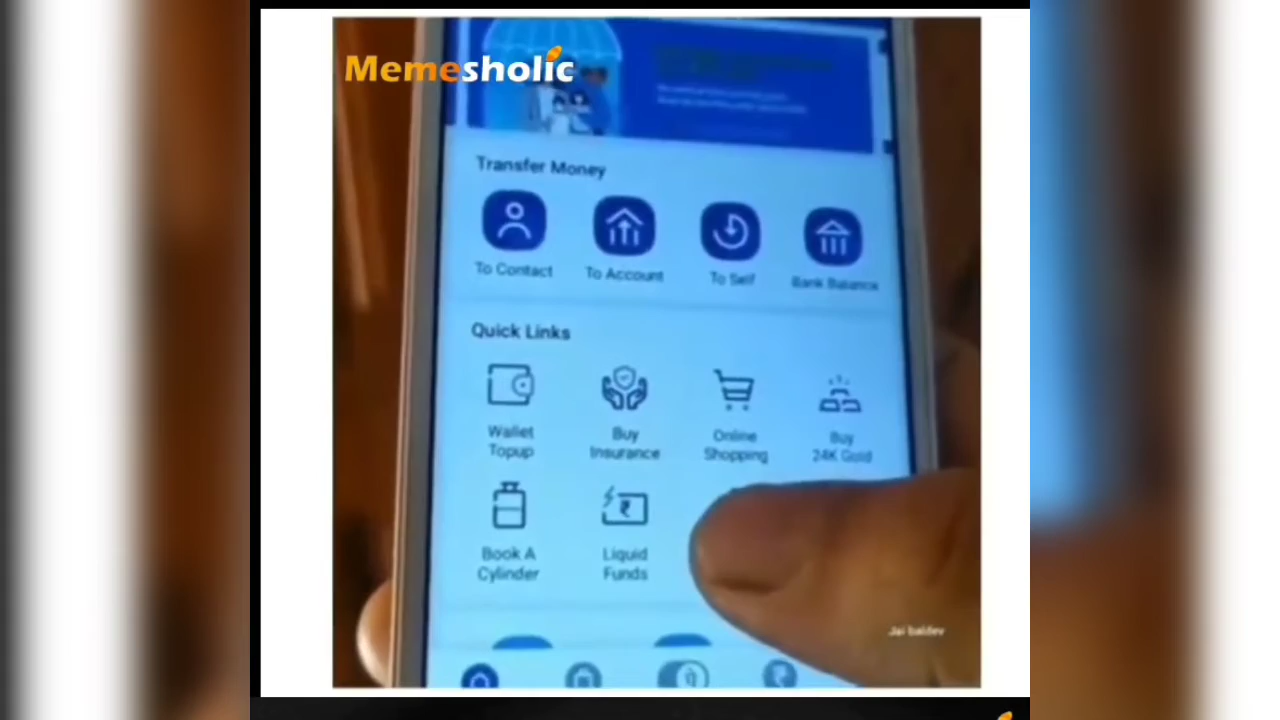 Memesholic
Transfer Money
To Contact
To Account
To Self
Bank Balance
Quick Links
Wallet
Topup
Buy
Insurance
Online
Shopping
Buy
24K Gold
Book A
Cylinder
Liquid
Funds
Jai baldev